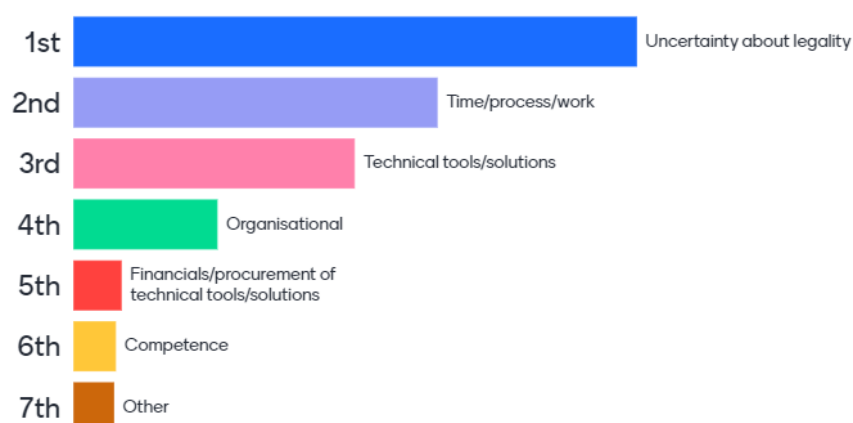 1st Uncertainty about legality
2nd Time/process/work
3rd Technical tools/solutions
4th Organisational
5th Financials/procurement of
technical tools/solutions
6th Competence
7th Other